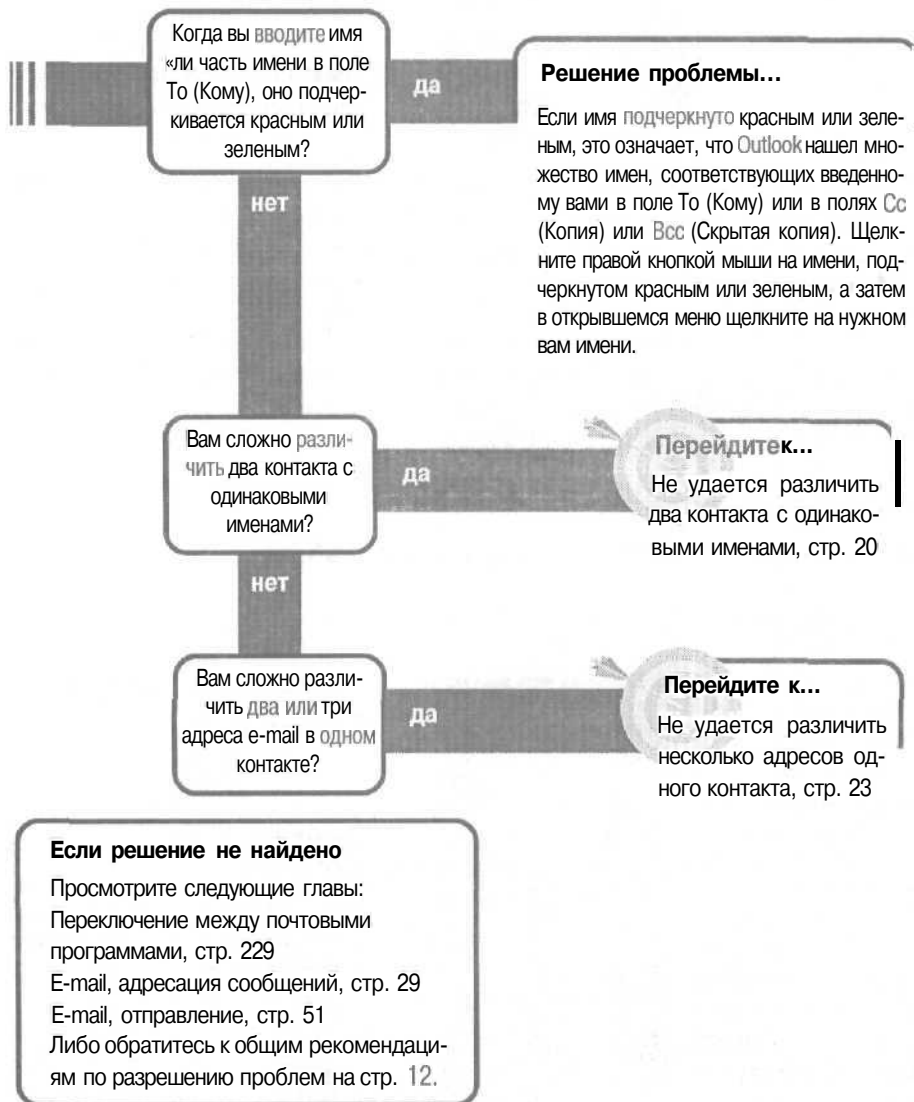 Когда вы вводите имя
«ли часть имени в поле
То (Кому), оно подчер-
кивается красным или
зеленым?
да
Решение проблемы...
Если имя подчеркнуто красным или зеле-
ным, это означает, что Outlook нашел мно-
жество имен, соответствующих введенно-
му вами в поле То (Кому) или в полях Cc
(Копия) или Bcc (Скрытая копия). Щелк-
ните правой кнопкой мыши на имени, под-
черкнутом красным или зеленым, а затем
в открывшемся меню щелкните на нужном
вам имени.
нет
Вам сложно разли-
чить два контакта с
одинаковыми
именами?
да
Перейдите к...
Не удается различить
два контакта с одинако-
выми именами, стр. 20
нет
Вам сложно разли-
чить два или три
адреса e-mail в одном
контакте?
да
Перейдите к...
Не удается различить
несколько адресов од-
ного контакта, стр. 23
Если решение не найдено
Просмотрите следующие главы:
Переключение между почтовыми
программами, стр. 229
E-mail, адресация сообщений, стр. 29
E-mail, отправление, стр. 51
Либо обратитесь к общим рекомендаци-
ям по разрешению проблем на стр. 12.